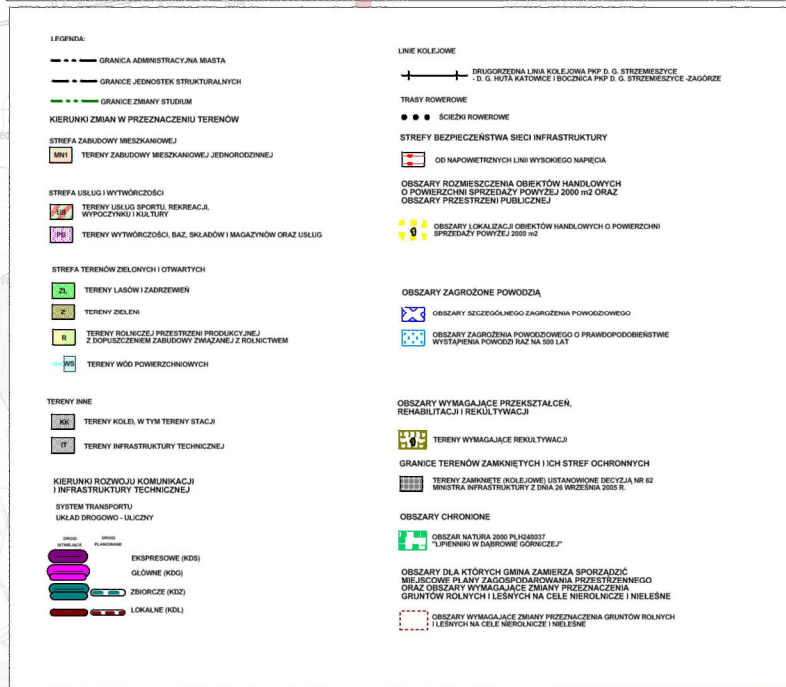 LEGENDA:
GRANICA ADMINISTRACYJNA MIASTA
GRANICE JEDNOSTEK STRUKTURALNYCH
GRANICE ZMIANY STUDIUM
KIERUNKI ZMIAN W PRZEZNACZENIU TERENÓW
STREFA ZABUDOWY MIESZKANIOWEJ
MN1 TERENY ZABUDOWY MIESZKANIOWEJ JEDNORODZINNEJ
STREFA USŁUG I WYTWÓRCZOŚCI
US TERENY USŁUG SPORTU, REKREACJI,
WYPOCZYNKU I KULTURY
PU TERENY WYTWÓRCZOŚCI, BAZ, SKŁADÓW I MAGAZYNÓW ORAZ USŁUG
STREFA TERENÓW ZIELONYCH I OTWARTYCH
ZL TERENY LASÓW I ZADRZEWIEŃ
Z TERENY ZIELENI
R TERENY ROLNICZEJ PRZESTRZENI PRODUKCYJNEJ
Z DOPUSZCZENIEM ZABUDOWY ZWIĄZANEJ Z ROLNICTWEM
WS TERENY WÓD POWIERZCHNIOWYCH
TERENY INNE
KK TERENY KOLEI, W TYM TERENY STACJI
IT TERENY INFRASTRUKTURY TECHNICZNEJ
KIERUNKI ROZWOJU KOMUNIKACJI
I INFRASTRUKTURY TECHNICZNEJ
SYSTEM TRANSPORTU
UKŁAD DROGOWO - ULICZNY
DROGI ISTNIEJĄCE DROGI PLANOWANE
EKSPRESOWE (KDS)
GŁÓWNE (KDG)
ZBIORCZE (KDZ)
LOKALNE (KDL)
LINIE KOLEJOWE
DRUGORZĘDNA LINIA KOLEJOWA PKP D. G. STRZEMIESZYCE
- D. G. HUTA KATOWICE I BOCZNICA PKP D. G. STRZEMIESZYCE -ZAGÓRZE
TRASY ROWEROWE
ŚCIEŻKI ROWEROWE
STREFY BEZPIECZEŃSTWA SIECI INFRASTRUKTURY
OD NAPOWIETRZNYCH LINII WYSOKIEGO NAPIĘCIA
OBSZARY ROZMIESZCZENIA OBIEKTÓW HANDLOWYCH
O POWIERZCHNI SPRZEDAŻY POWYŻEJ 2000 m2 ORAZ
OBSZARY PRZESTRZENI PUBLICZNEJ
OBSZARY LOKALIZACJI OBIEKTÓW HANDLOWYCH O POWIERZCHNI
SPRZEDAŻY POWYŻEJ 2000 m2
OBSZARY ZAGROŻONE POWODZIĄ
OBSZARY SZCZEGÓLNEGO ZAGROŻENIA POWODZIOWEGO
OBSZARY ZAGROŻENIA POWODZIOWEGO O PRAWDOPODOBIEŃSTWIE
WYSTĄPIENIA POWODZI RAZ NA 500 LAT
OBSZARY WYMAGAJĄCE PRZEKSZTAŁCEŃ,
REHABILITACJI I REKULTYWACJI
TERENY WYMAGAJĄCE REKULTYWACJI
GRANICE TERENÓW ZAMKNIĘTYCH I ICH STREF OCHRONNYCH
TERENY ZAMKNIĘTE (KOLEJOWE) USTANOWIONE DECYZJĄ NR 62
MINISTRA INFRASTRUKTURY Z DNIA 26 WRZEŚNIA 2005 R.
OBSZARY CHRONIONE
OBSZAR NATURA 2000 PLH240037
"LIPIENNIKI W DĄBROWIE GÓRNICZEJ"
OBSZARY DLA KTÓRYCH GMINA ZAMIERZA SPORZĄDZIĆ
MIEJSCOWE PLANY ZAGOSPODAROWANIA PRZESTRZENNEGO
ORAZ OBSZARY WYMAGAJĄCE ZMIANY PRZEZNACZENIA
GRUNTÓW ROLNYCH I LEŚNYCH NA CELE NIEROLNICZE I NIELEŚNE
OBSZARY WYMAGAJĄCE ZMIANY PRZEZNACZENIA GRUNTÓW ROLNYCH
I LEŚNYCH NA CELE NIEROLNICZE I NIELEŚNE